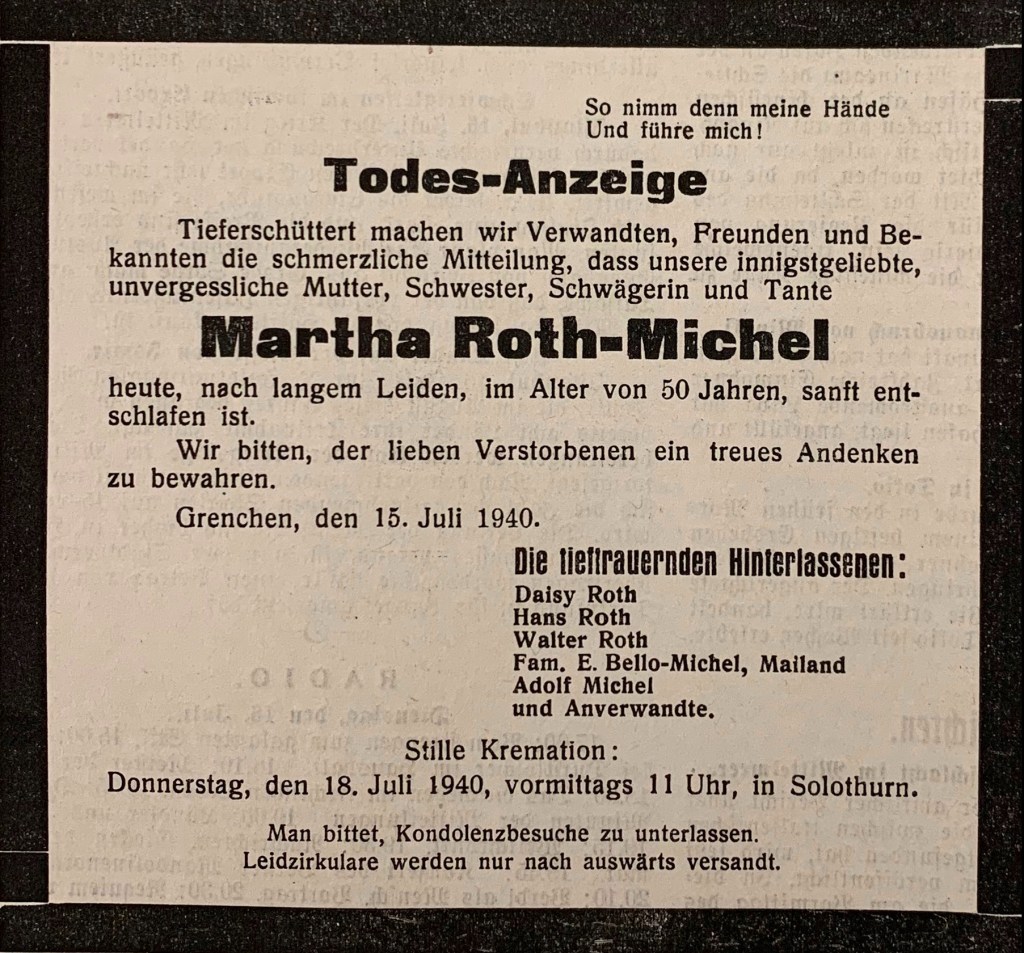 So nimm denn meine Hände
Und führe mich!
Todes-Anzeige
Tieferschüttert machen wir Verwandten, Freunden und Be-
kannten die schmerzliche Mitteilung, dass unsere innigstgeliebte,
unvergessliche Mutter, Schwester, Schwägerin und Tante
Martha Roth-Michel
heute, nach langem Leiden, im Alter von 50 Jahren, sanft ent-
schlafen ist.
Wir bitten, der lieben Verstorbenen ein treues Andenken
zu bewahren.
Grenchen, den 15. Juli 1940.
Die tieftrauernden Hinterlassenen:
Daisy Roth
Hans Roth
Walter Roth
Fam. E. Bello-Michel, Mailand
Adolf Michel
und Anverwandte.
Stille Kremation:
Donnerstag, den 18. Juli 1940, vormittags 11 Uhr, in Solothurn.
Man bittet, Kondolenzbesuche zu unterlassen.
Leidzirkulare werden nur nach auswärts versandt.